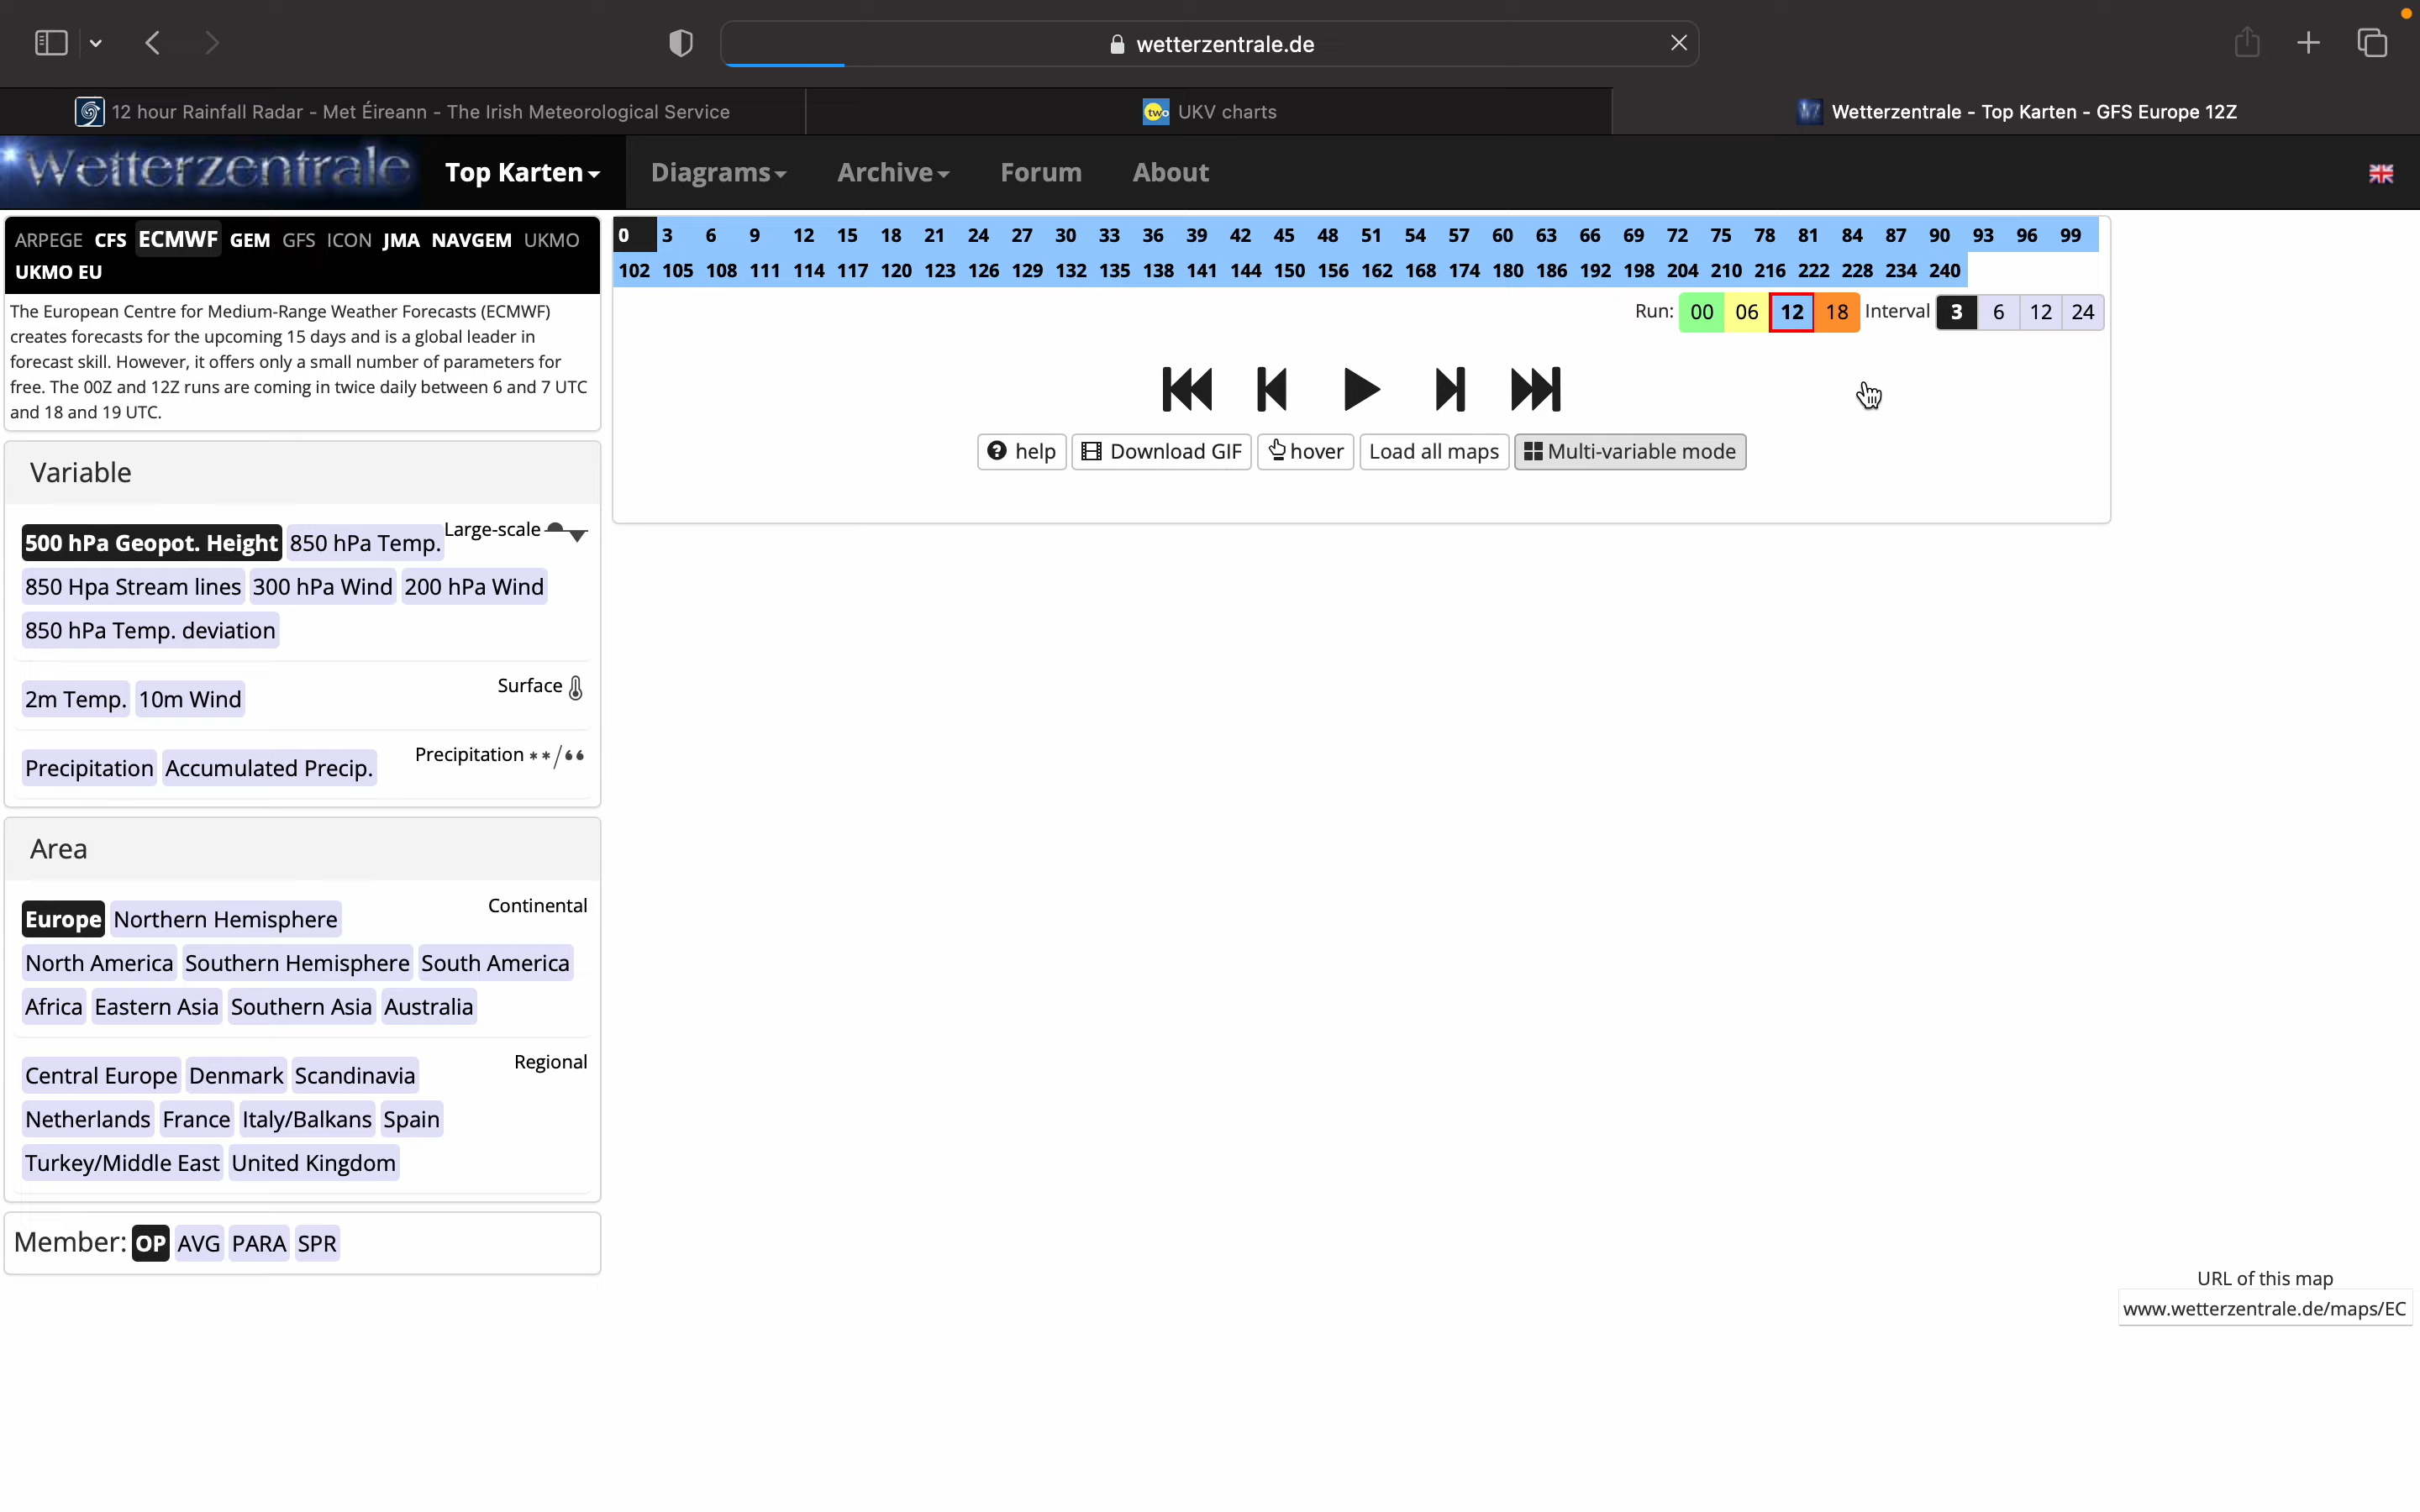 wetterzentrale.de
12 hour Rainfall Radar - Met Éireann - The Irish Meteorological Service
two UKV charts
WZ Wetterzentrale - Top Karten - GFS Europe 12Z
Wetterzentrale Top Karten Diagrams Archive Forum About
ARPEGE CFS ECMWF GEM GFS ICON JMA NAVGEM UKMO
UKMO EU
The European Centre for Medium-Range Weather Forecasts (ECMWF)
creates forecasts for the upcoming 15 days and is a global leader in
forecast skill. However, it offers only a small number of parameters for
free. The 00Z and 12Z runs are coming in twice daily between 6 and 7 UTC
and 18 and 19 UTC.
0 3 6 9 12 15 18 21 24 27 30 33 36 39 42 45 48 51 54 57 60 63 66 69 72 75 78 81 84 87 90 93 96 99
102 105 108 111 114 117 120 123 126 129 132 135 138 141 144 150 156 162 168 174 180 186 192 198 204 210 216 222 228 234 240
Run: 00 06 12 18 Interval 3 6 12 24
help Download GIF hover Load all maps Multi-variable mode
Variable
Large-scale
500 hPa Geopot. Height 850 hPa Temp.
850 Hpa Stream lines 300 hPa Wind 200 hPa Wind
850 hPa Temp. deviation
Surface
2m Temp. 10m Wind
Precipitation **/
Precipitation Accumulated Precip.
Area
Continental
Europe Northern Hemisphere
North America Southern Hemisphere South America
Africa Eastern Asia Southern Asia Australia
Regional
Central Europe Denmark Scandinavia
Netherlands France Italy/Balkans Spain
Turkey/Middle East United Kingdom
Member: OP AVG PARA SPR
URL of this map
www.wetterzentrale.de/maps/EC